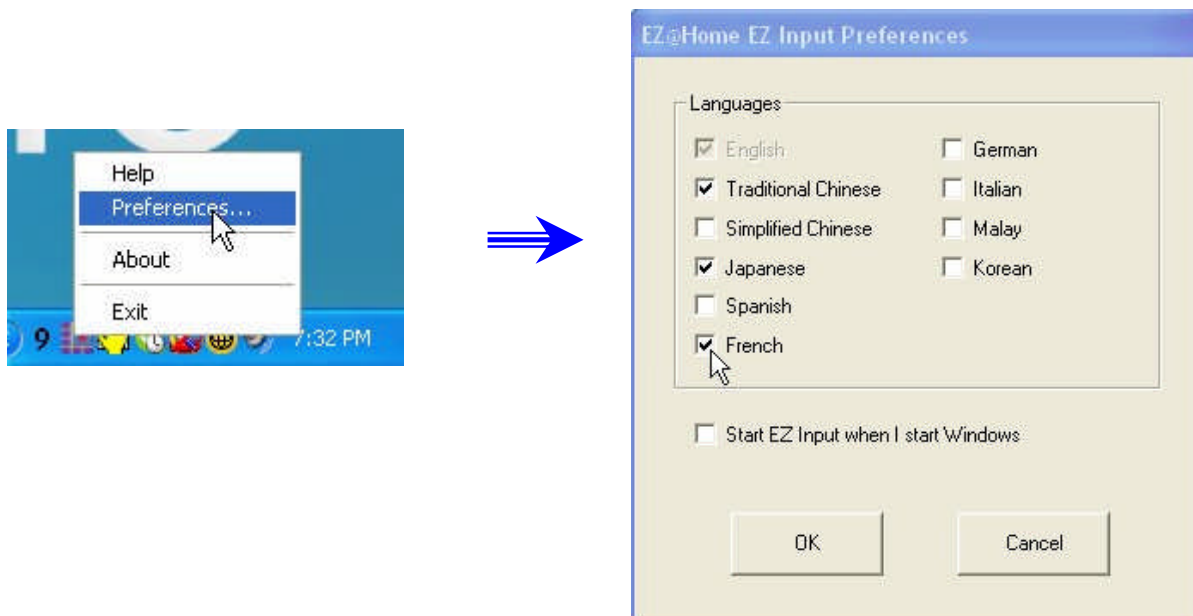 Help
Preferences...
About
Exit
9
7:32 PM
EZ@Home EZ Input Preferences
Languages
English
Traditional Chinese
Simplified Chinese
Japanese
Spanish
French
German
Italian
Malay
Korean
Start EZ Input when I start Windows
OK
Cancel